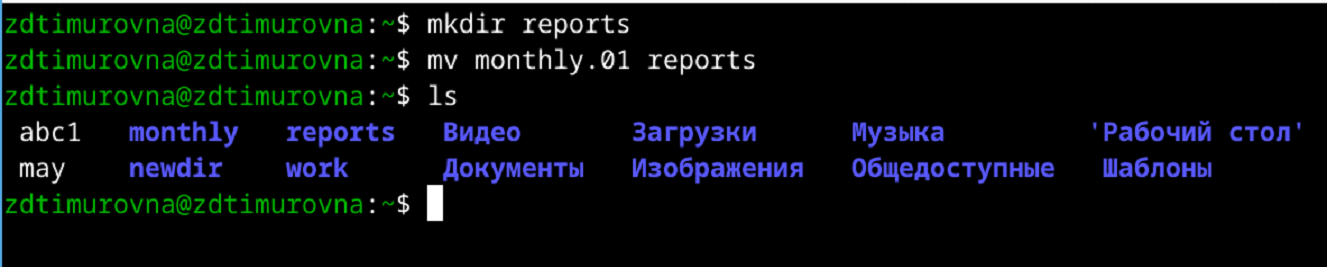 zdtimurovna@zdtimurovna:~$ mkdir reports
zdtimurovna@zdtimurovna:~$ mv monthly.01 reports
zdtimurovna@zdtimurovna:~$ ls
abc1 monthly reports Видео Загрузки Музыка 'Рабочий стол'
may newdir work Документы Изображения Общедоступные Шаблоны
zdtimurovna@zdtimurovna:~$